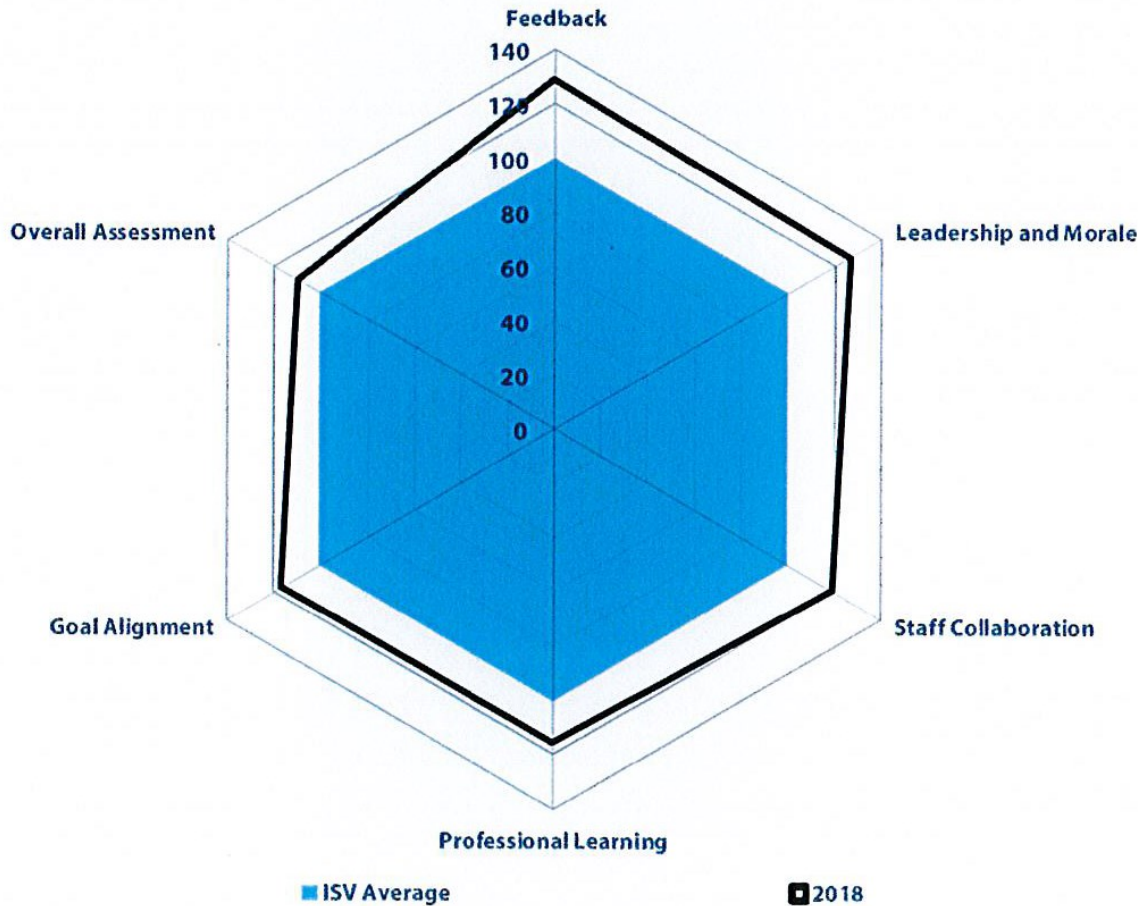 Feedback
140
120
100
80
60
40
20
0
Overall Assessment
Leadership and Morale
Goal Alignment
Staff Collaboration
Professional Learning
ISV Average
2018